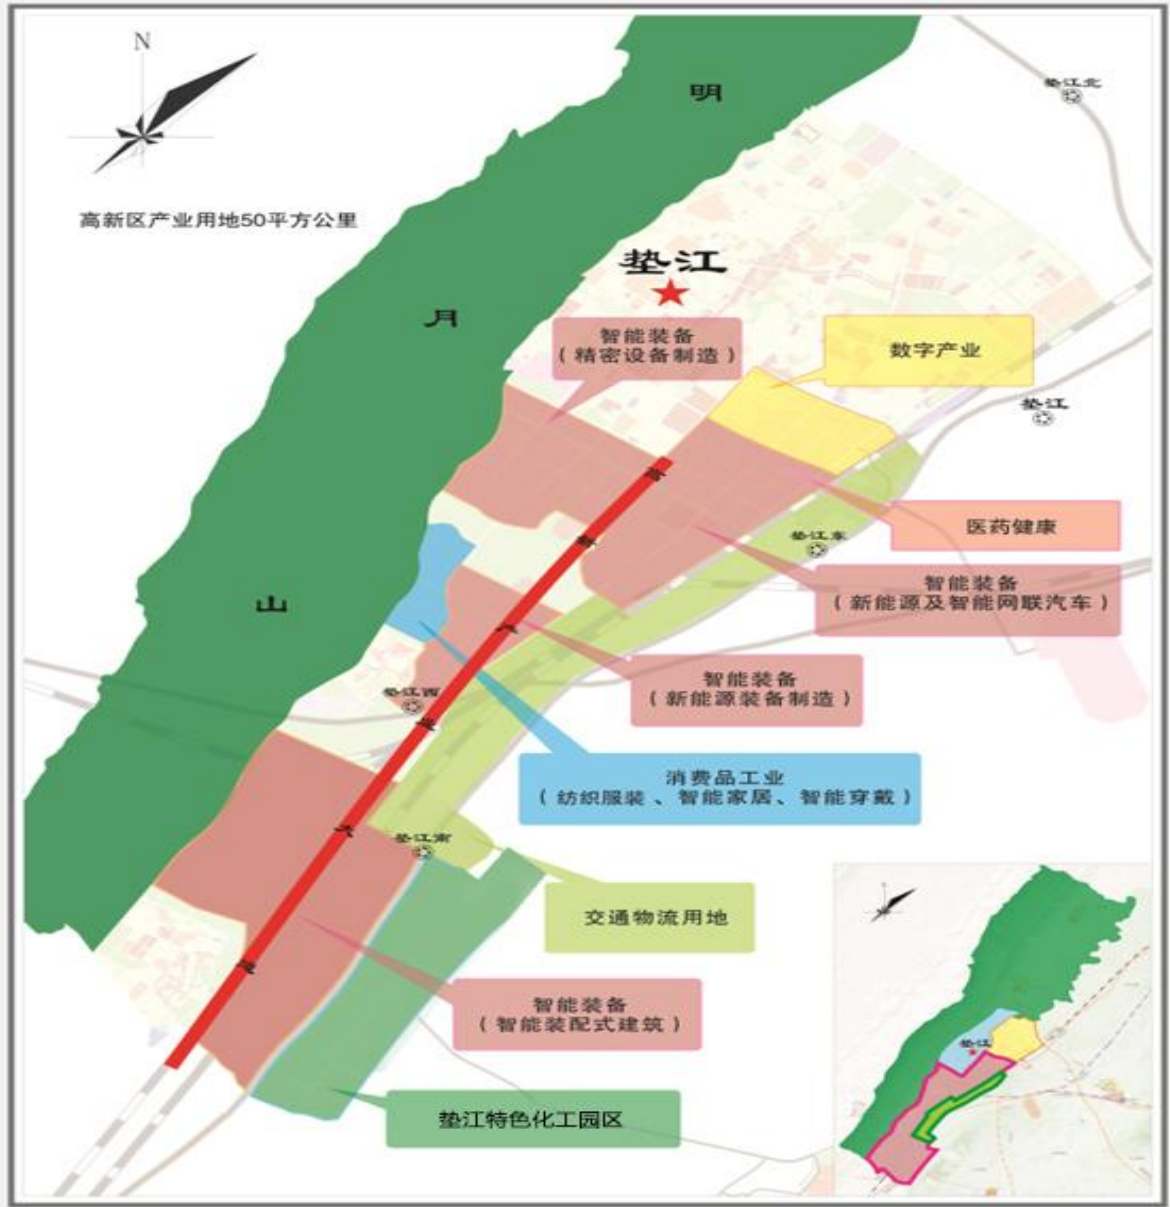 N
明
垫江北
高新区产业用地50平方公里
垫江
月
智能装备
（精密设备制造）
数字产业
垫江
高
医药健康
垫江东
新
智能装备
（新能源及智能网联汽车）
山
产
智能装备
（新能源装备制造）
垫江西
业
消费品工业
（纺织服装、智能家居、智能穿戴）
大
垫江南
交通物流用地
道
智能装备
（智能装配式建筑）
垫江
垫江特色化工园区